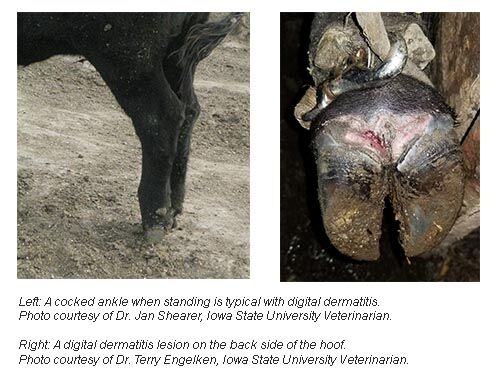 Left: A cocked ankle when standing is typical with digital dermatitis.
Photo courtesy of Dr. Jan Shearer, Iowa State University Veterinarian.
Right: A digital dermatitis lesion on the back side of the hoof.
Photo courtesy of Dr. Terry Engelken, Iowa State University Veterinarian.